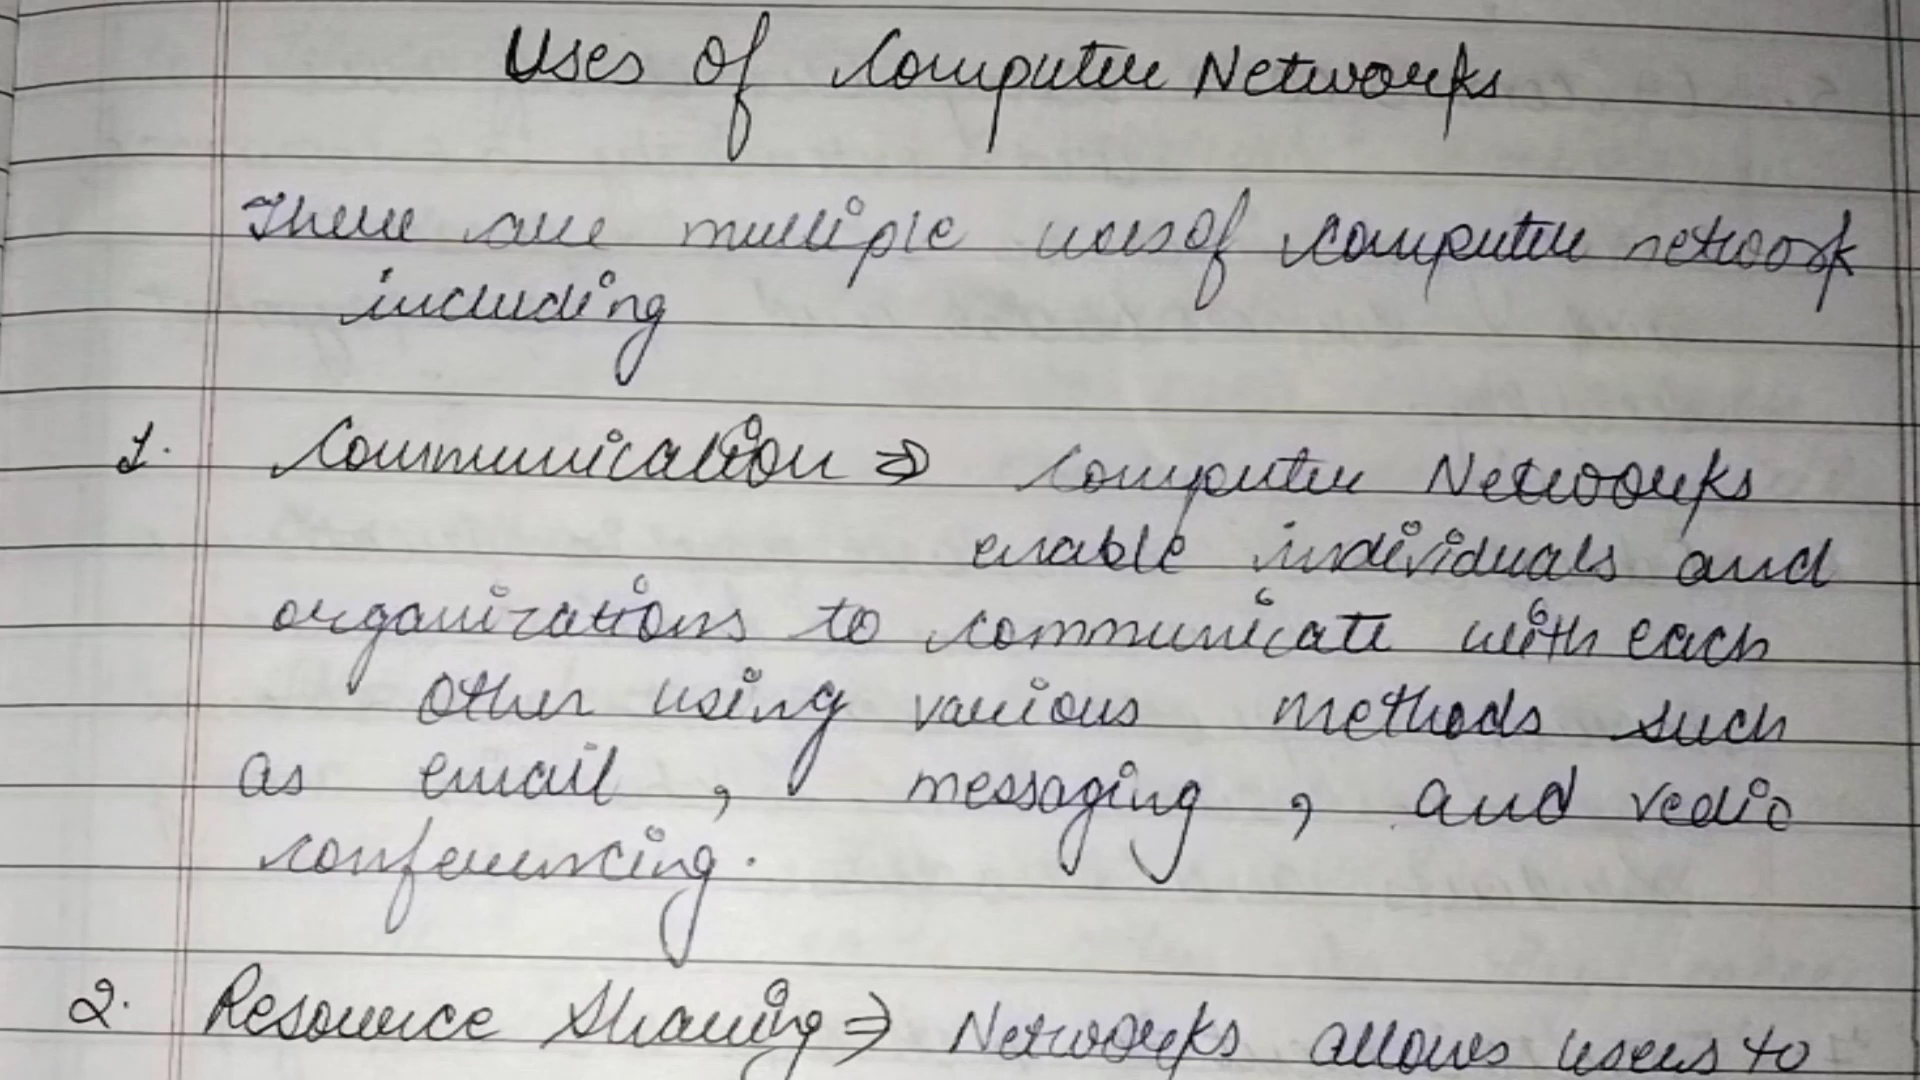 Uses of Computer Networks
There are multiple uses of computer network
including
1. Communication ⇒ Computer Networks
enable individuals and
organizations to communicate with each
other using various methods such
as email, messaging, and vedio
conferencing.
2. Resource Sharing ⇒ Networks allows users to